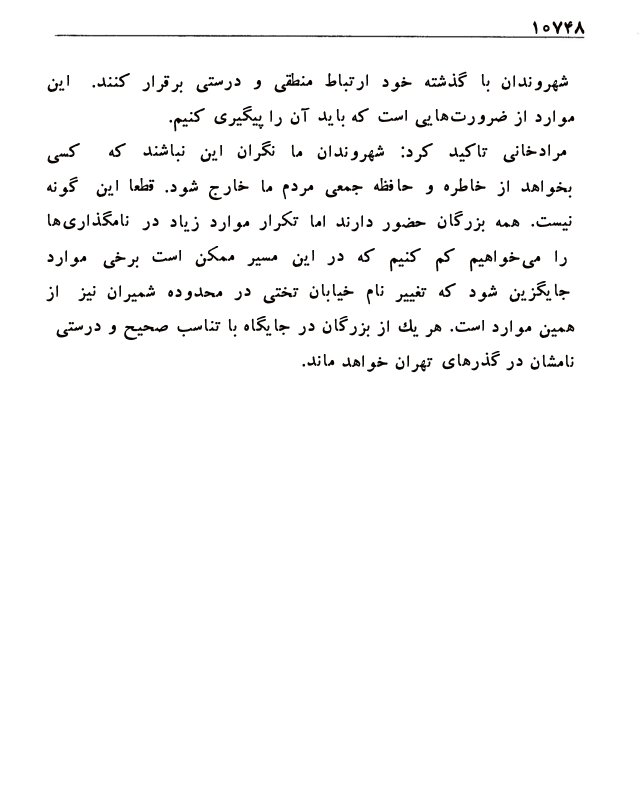 ۱۰۷۴۸
شهروندان با گذشته خود ارتباط منطقی و درستی برقرار کنند. این
موارد از ضرورت‌هایی است که باید آن را پیگیری کنیم.
مرادخانی تاکید کرد: شهروندان ما نگران این نباشند که کسی
بخواهد از خاطره و حافظه جمعی مردم ما خارج شود. قطعا این گونه
نیست. همه بزرگان حضور دارند اما تکرار موارد زیاد در نامگذاری‌ها
را می‌خواهیم کم کنیم که در این مسیر ممکن است برخی موارد
جایگزین شود که تغییر نام خیابان تختی در محدوده شمیران نیز از
همین موارد است. هر یك از بزرگان در جایگاه با تناسب صحیح و درستی
نامشان در گذرهای تهران خواهد ماند.